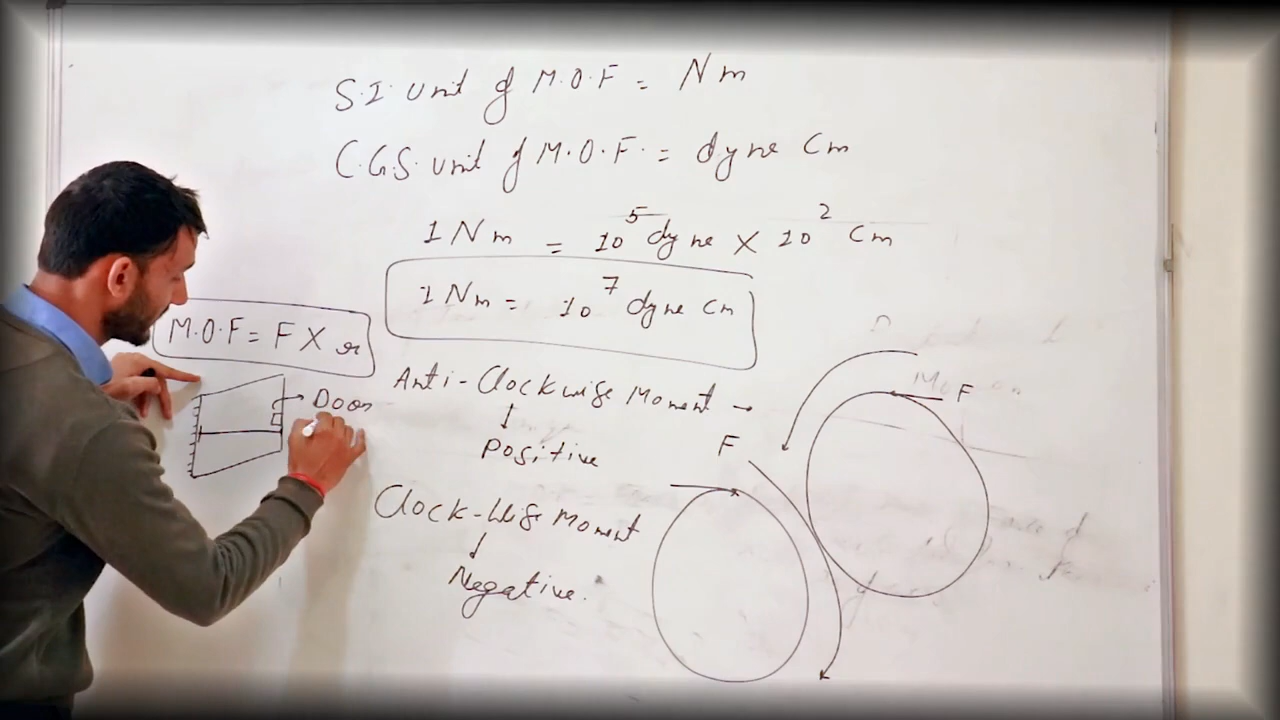 S.I. unit of M.O.F = Nm
C.G.S. unit of M.O.F. = dyne Cm
1 Nm = 10^5 dyne X 10^2 Cm
1 Nm = 10^7 dyne Cm
M.O.F = F X r
Door
Anti-Clockwise Moment →
↓
Positive
F
F
Clock-wise Moment
↓
Negative.